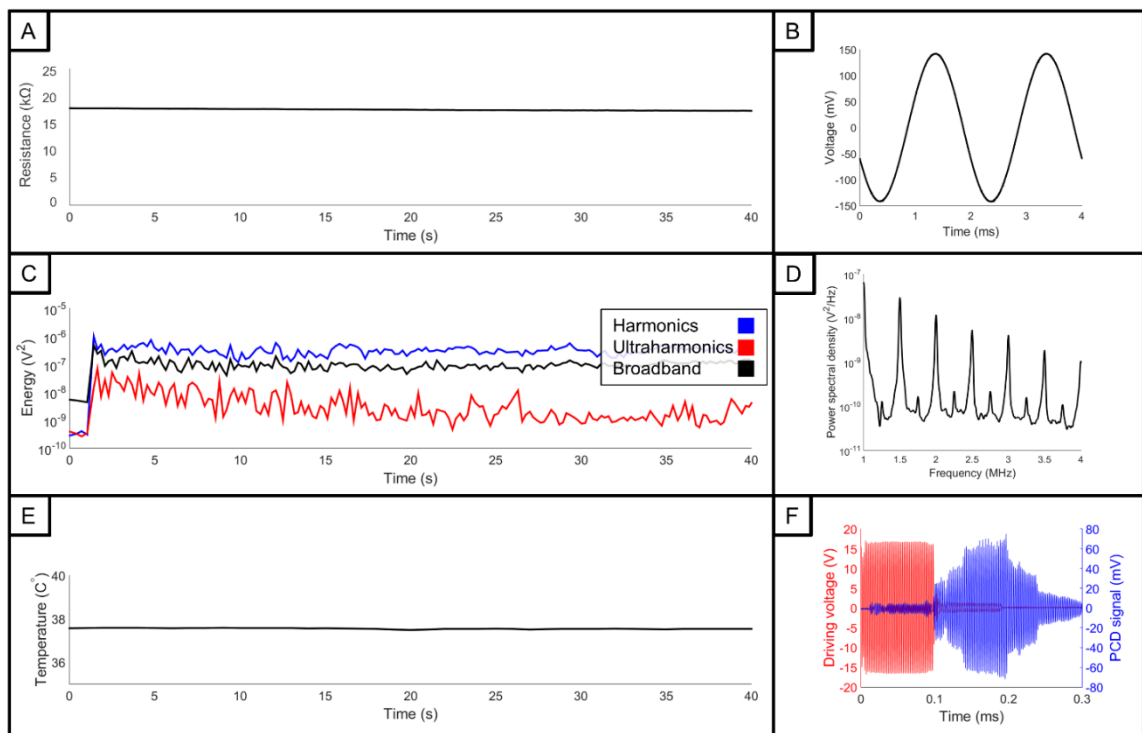 A
Resistance (kΩ)
25
20
15
10
5
0
0 5 10 15 20 25 30 35 40
Time (s)
B
Voltage (mV)
150
100
50
0
-50
-100
-150
0 1 2 3 4
Time (ms)
C
Energy (V²)
10⁻⁵
10⁻⁶
10⁻⁷
10⁻⁸
10⁻⁹
10⁻¹⁰
Harmonics
Ultraharmonics
Broadband
0 5 10 15 20 25 30 35 40
Time (s)
D
Power spectral density (V²/Hz)
10⁻⁷
10⁻⁸
10⁻⁹
10⁻¹⁰
10⁻¹¹
1 1.5 2 2.5 3 3.5 4
Frequency (MHz)
E
Temperature (C°)
40
38
36
0 5 10 15 20 25 30 35 40
Time (s)
F
Driving voltage (V)
20
15
10
5
0
-5
-10
-15
-20
80
60
40
20
0
-20
-40
-60
-80
PCD signal (mV)
0 0.1 0.2 0.3
Time (ms)